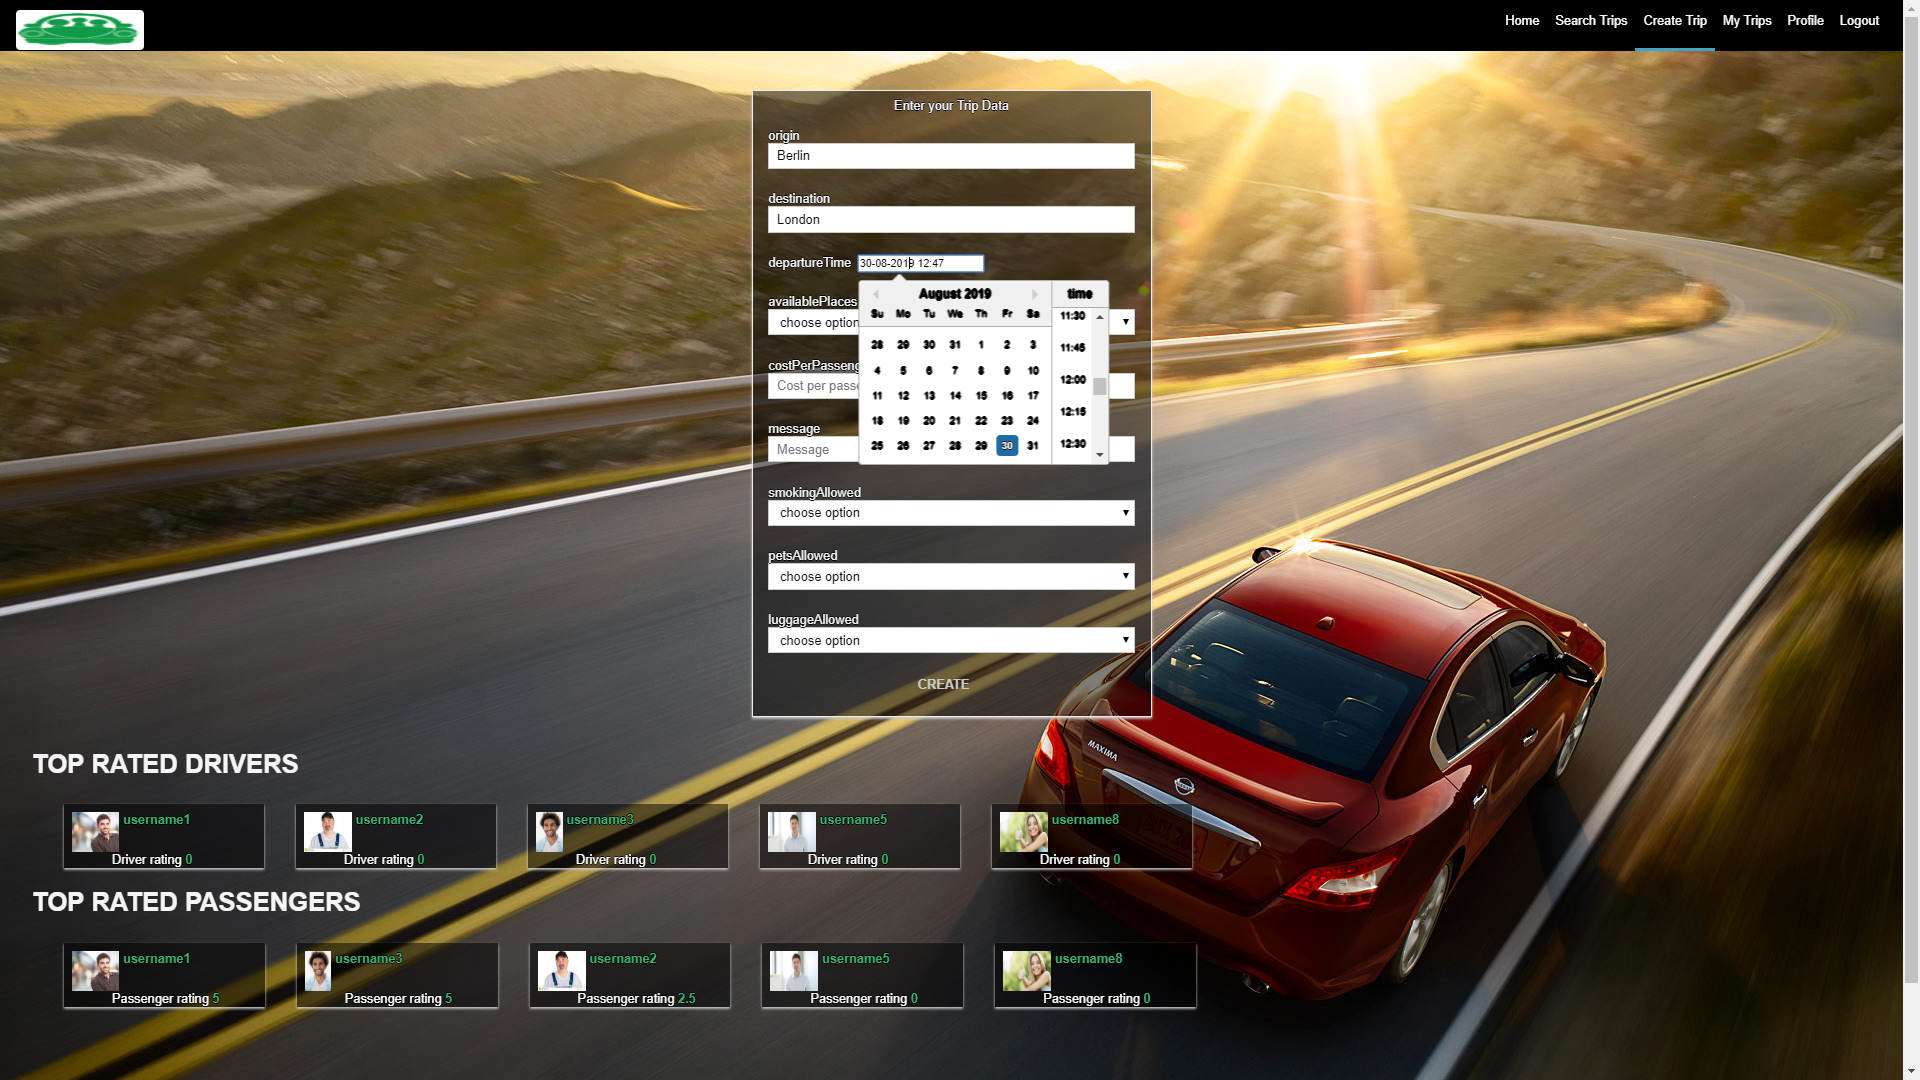 Home Search Trips Create Trip My Trips Profile Logout
Enter your Trip Data
origin
Berlin
destination
London
departureTime 30-08-2019 12:47
August 2019 time
Su Mo Tu We Th Fr Sa
28 29 30 31 1 2 3
4 5 6 7 8 9 10
11 12 13 14 15 16 17
18 19 20 21 22 23 24
25 26 27 28 29 30 31
11:30
11:45
12:00
12:15
12:30
availablePlaces
choose option
costPerPasseng
Cost per passe
message
Message
smokingAllowed
choose option
petsAllowed
choose option
luggageAllowed
choose option
CREATE
MAXIMA
TOP RATED DRIVERS
username1 username2 username3 username5 username8
Driver rating 0 Driver rating 0 Driver rating 0 Driver rating 0 Driver rating 0
TOP RATED PASSENGERS
username1 username3 username2 username5 username8
Passenger rating 5 Passenger rating 5 Passenger rating 2.5 Passenger rating 0 Passenger rating 0